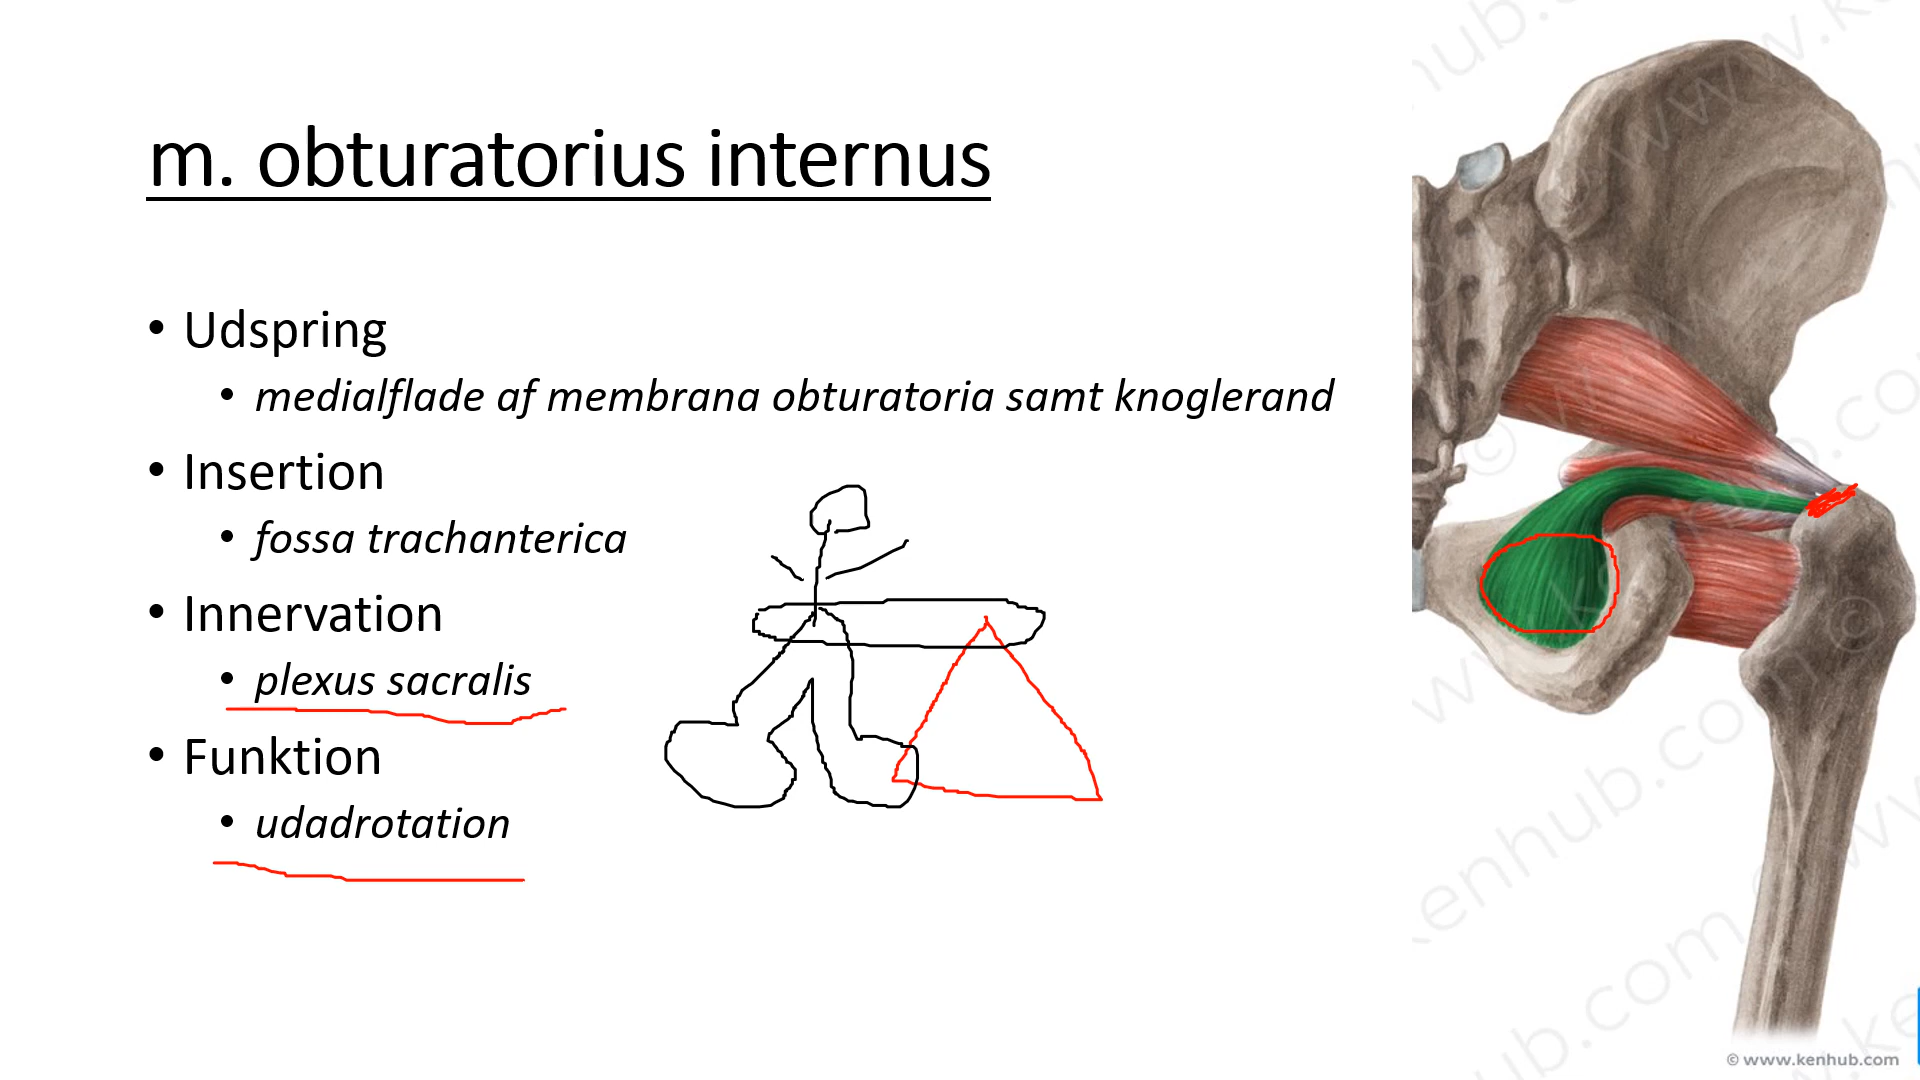 m. obturatorius internus
• Udspring
• medialflade af membrana obturatoria samt knoglerand
• Insertion
• fossa trachanterica
• Innervation
• plexus sacralis
• Funktion
• udadrotation
© www.kenhub.com